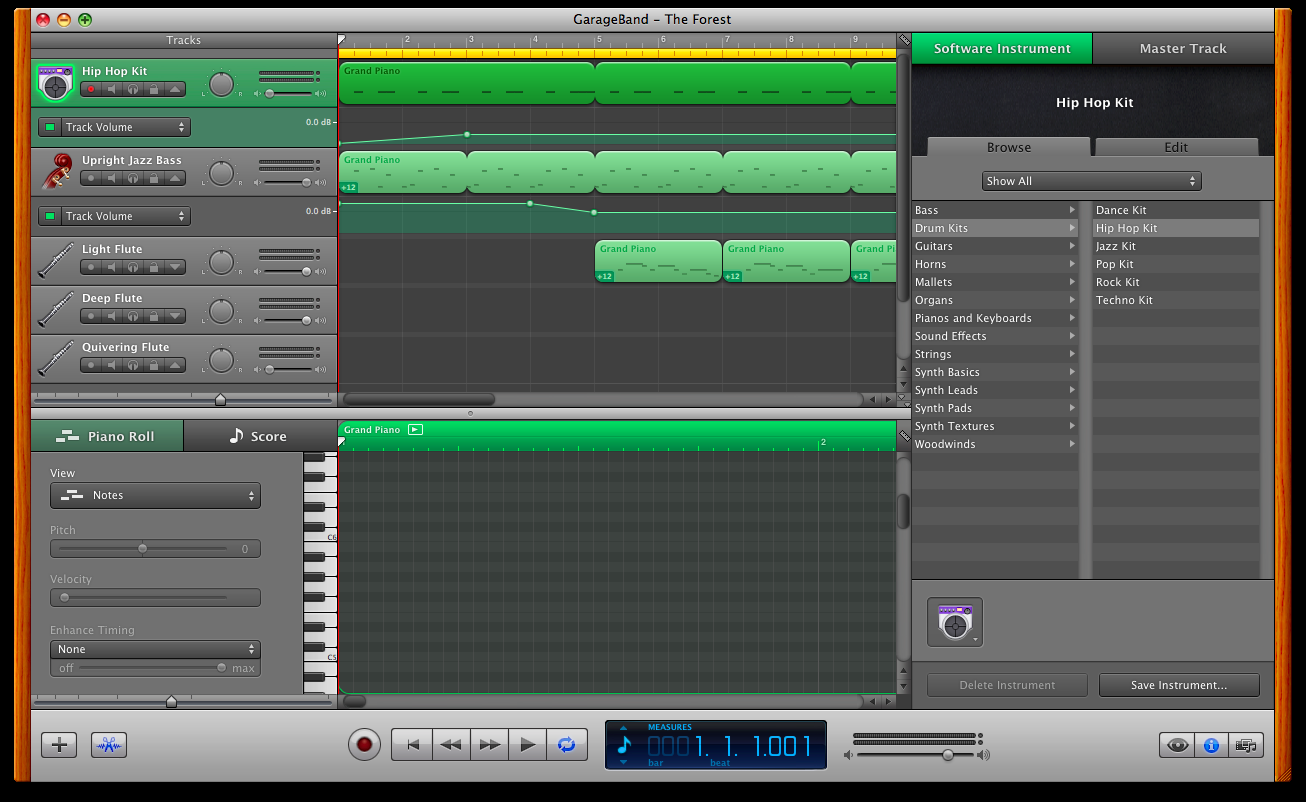 GarageBand – The Forest
Tracks
2 3 4 5 6 7 8 9
Software Instrument
Master Track
Hip Hop Kit
L R
Grand Piano
Track Volume
0.0 dB
Upright Jazz Bass
L R
Grand Piano
+12
Track Volume
0.0 dB
Light Flute
L R
Grand Piano
Grand Piano
Grand Pi
+12
+12
+12
Deep Flute
L R
Quivering Flute
L R
Hip Hop Kit
Browse
Edit
Show All
Bass
Drum Kits
Guitars
Horns
Mallets
Organs
Pianos and Keyboards
Sound Effects
Strings
Synth Basics
Synth Leads
Synth Pads
Synth Textures
Woodwinds
Dance Kit
Hip Hop Kit
Jazz Kit
Pop Kit
Rock Kit
Techno Kit
Piano Roll
Score
Grand Piano
2
View
Notes
Pitch
0
Velocity
Enhance Timing
None
off max
C6
C5
Delete Instrument
Save Instrument...
MEASURES
0001. 1. 1.001
bar beat